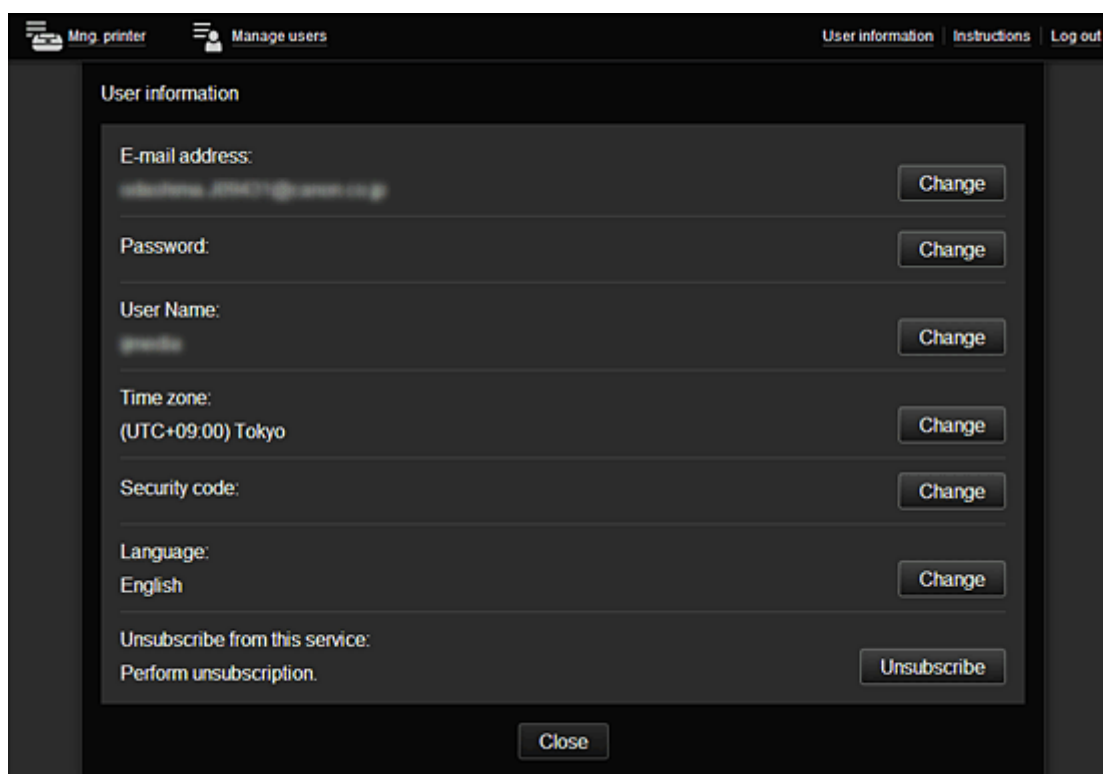 Mng. printer Manage users User information Instructions Log out
User information
E-mail address:
Change
Password:
Change
User Name:
Change
Time zone:
(UTC+09:00) Tokyo
Change
Security code:
Change
Language:
English
Change
Unsubscribe from this service:
Perform unsubscription.
Unsubscribe
Close